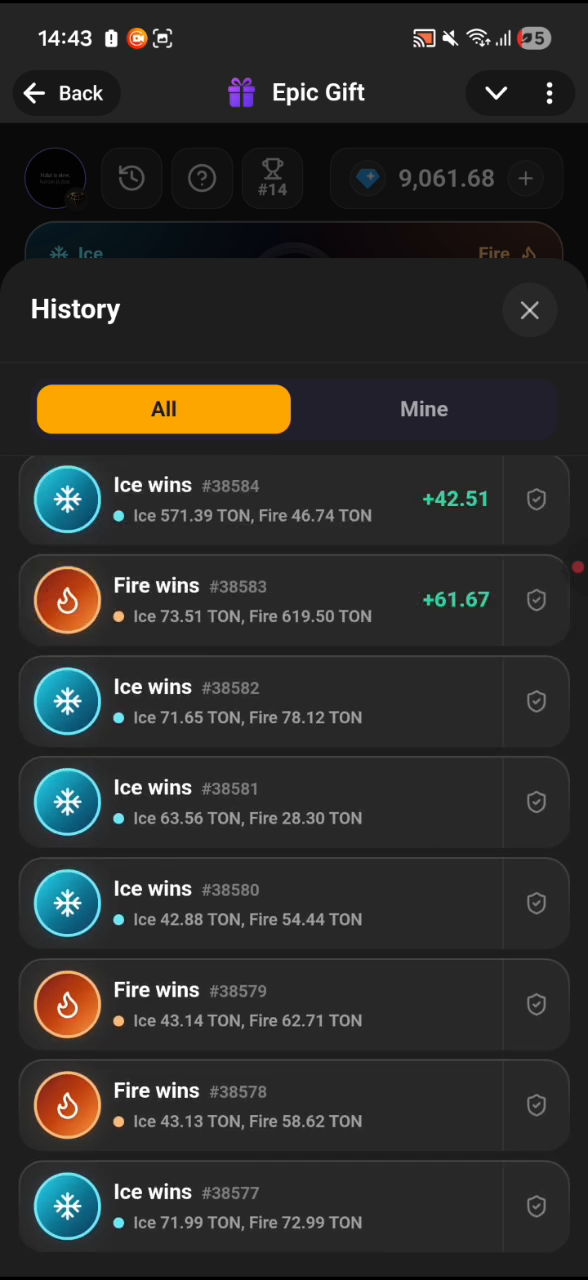 14:43
5
Back
Epic Gift
#14
9,061.68
Ice
Fire
History
All
Mine
Ice wins #38584
+42.51
Ice 571.39 TON, Fire 46.74 TON
Fire wins #38583
+61.67
Ice 73.51 TON, Fire 619.50 TON
Ice wins #38582
Ice 71.65 TON, Fire 78.12 TON
Ice wins #38581
Ice 63.56 TON, Fire 28.30 TON
Ice wins #38580
Ice 42.88 TON, Fire 54.44 TON
Fire wins #38579
Ice 43.14 TON, Fire 62.71 TON
Fire wins #38578
Ice 43.13 TON, Fire 58.62 TON
Ice wins #38577
Ice 71.99 TON, Fire 72.99 TON